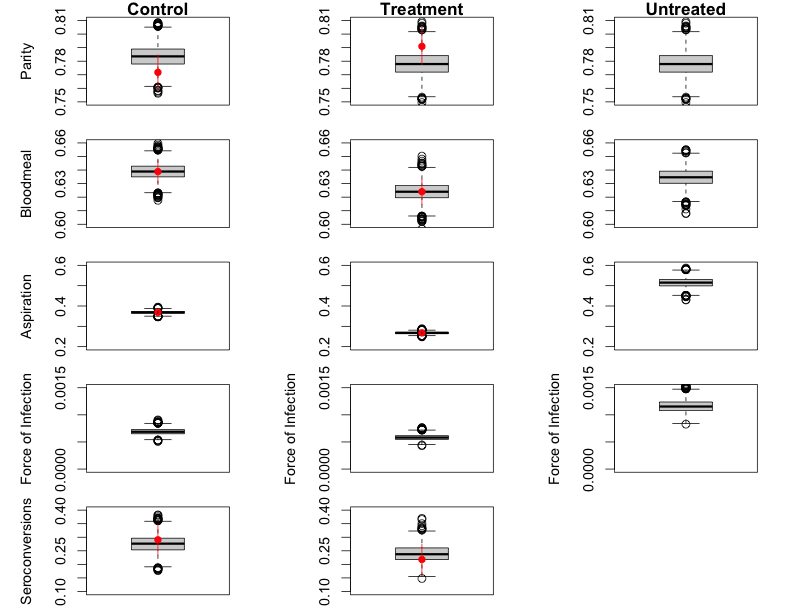 Control Treatment Untreated
Parity 0.75 0.78 0.81 0.75 0.78 0.81 0.75 0.78 0.81
Bloodmeal 0.60 0.63 0.66 0.60 0.63 0.66 0.60 0.63 0.66
Aspiration 0.2 0.4 0.6 0.2 0.4 0.6 0.2 0.4 0.6
Force of Infection 0.0000 0.0015 Force of Infection 0.0000 0.0015 Force of Infection 0.0000 0.0015
Seroconversions 0.10 0.25 0.40 0.10 0.25 0.40